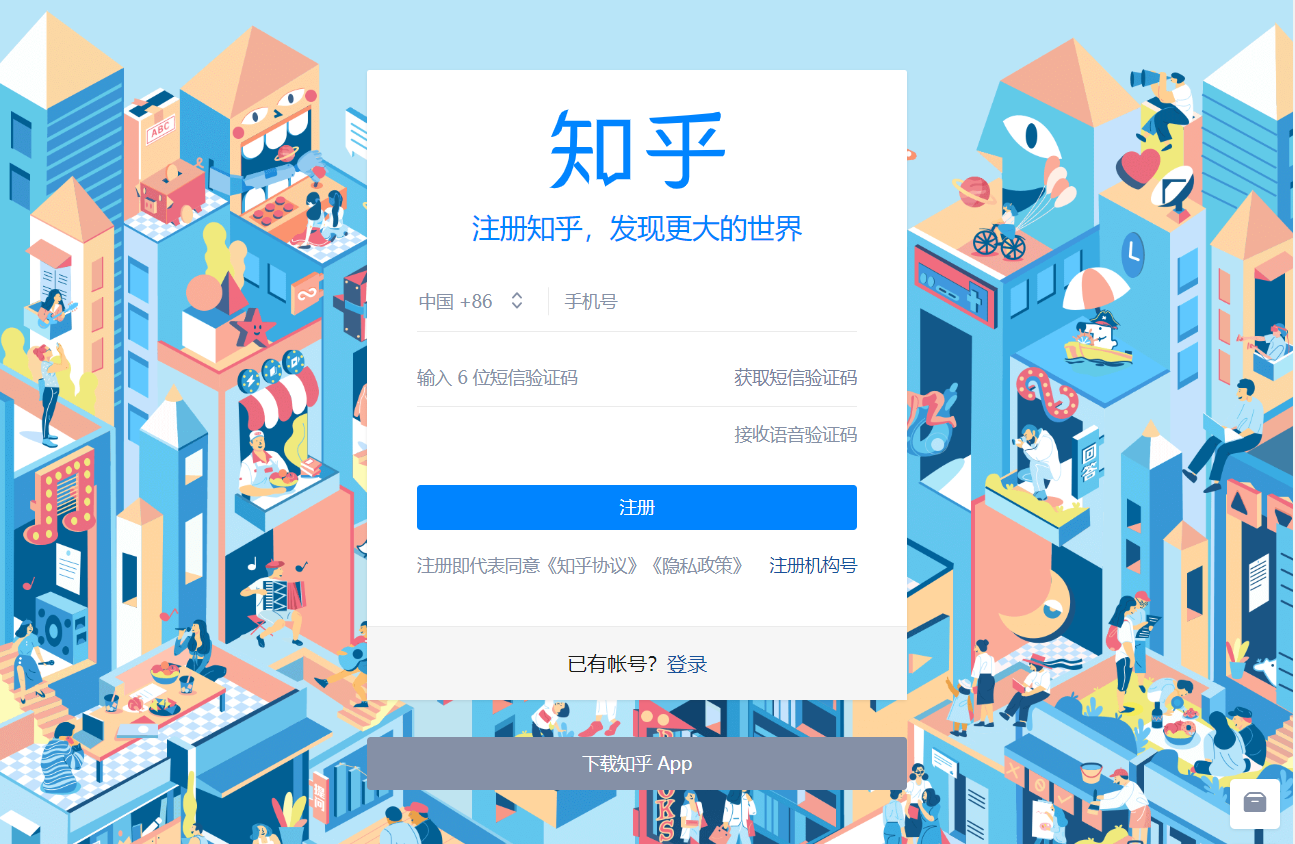 知乎
注册知乎，发现更大的世界
中国 +86 手机号
输入 6 位短信验证码 获取短信验证码
接收语音验证码
注册
注册即代表同意《知乎协议》《隐私政策》 注册机构号
已有帐号？登录
下载知乎 App
ABC
回答
提问